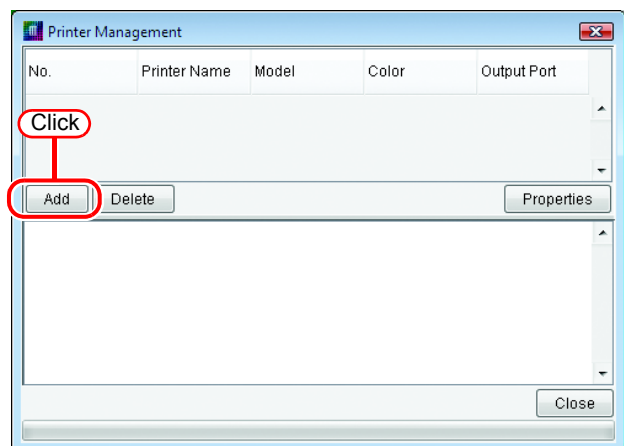 Printer Management
No. Printer Name Model Color Output Port
Click
Add Delete Properties
Close